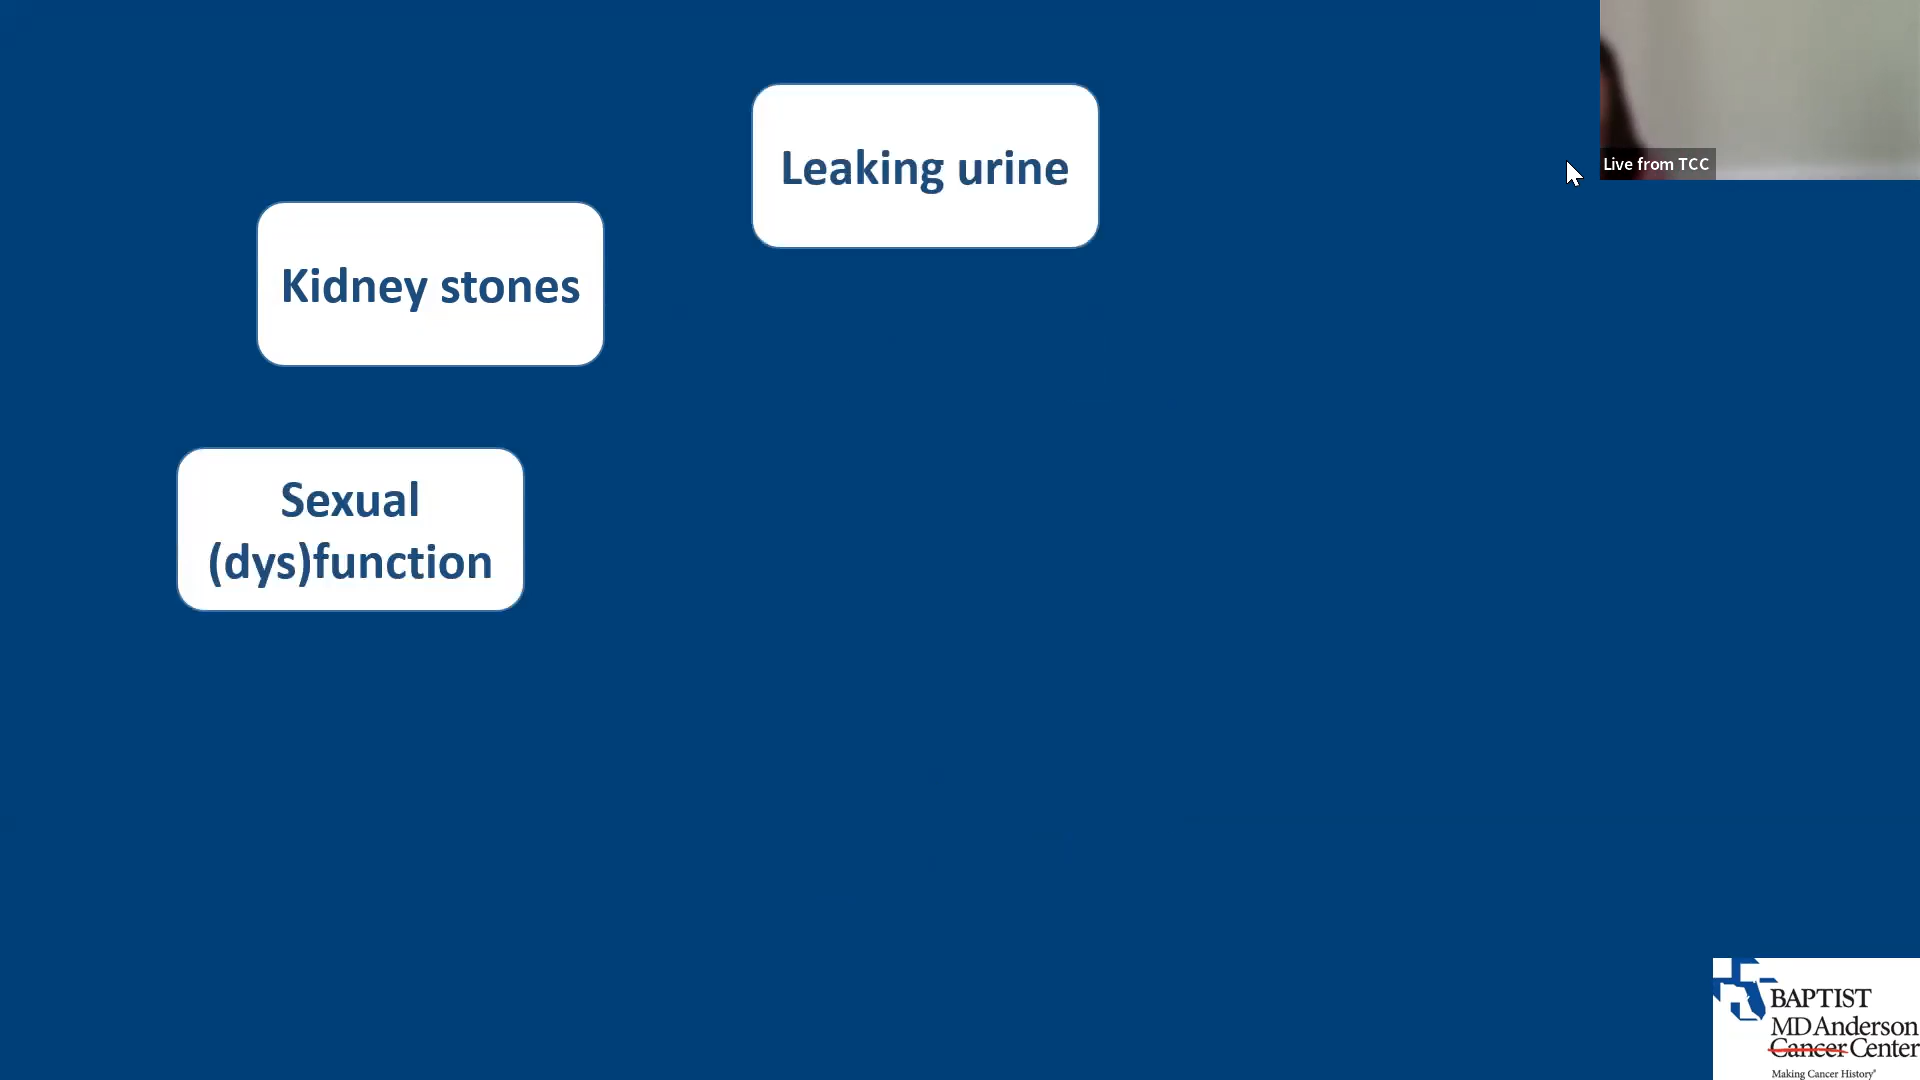 Leaking urine
Live from TCC
Kidney stones
Sexual
(dys)function
BAPTIST
MD Anderson
Cancer Center
Making Cancer History®